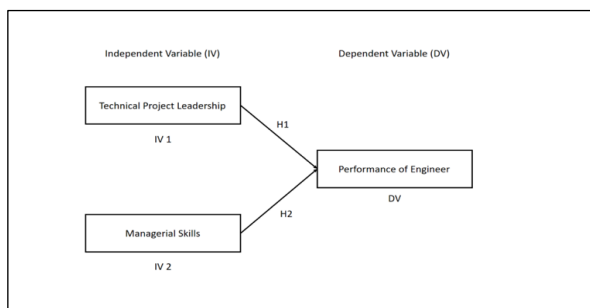 Independent Variable (IV)
Dependent Variable (DV)
Technical Project Leadership
IV 1
H1
Performance of Engineer
DV
H2
Managerial Skills
IV 2